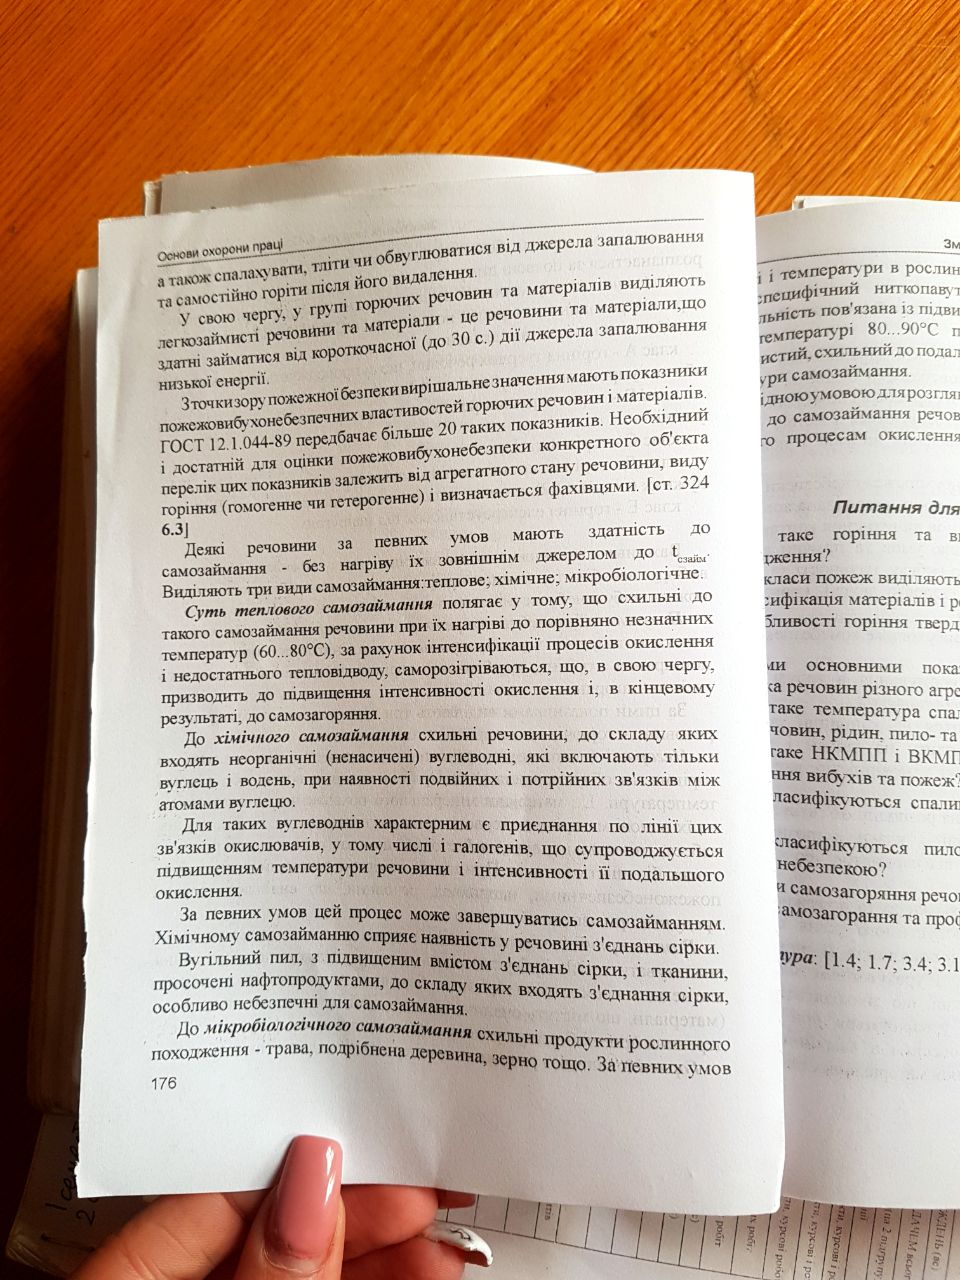 Основи охорони праці
а також спалахувати, тліти чи обвуглюватися від джерела запалювання
та самостійно горіти після його видалення.
У свою чергу, у групі горючих речовин та матеріалів виділяють
легкозаймисті речовини та матеріали - це речовини та матеріали,що
здатні займатися від короткочасної (до 30 с.) дії джерела запалювання
низької енергії.
З точки зору пожежної безпеки вирішальне значення мають показники
пожежовибухонебезпечних властивостей горючих речовин і матеріалів.
ГОСТ 12.1.044-89 передбачає більше 20 таких показників. Необхідний
і достатній для оцінки пожежовибухонебезпеки конкретного об'єкта
перелік цих показників залежить від агрегатного стану речовини, виду
горіння (гомогенне чи гетерогенне) і визначається фахівцями. [ст. 324
6.3]
Деякі речовини за певних умов мають здатність до
самозаймання - без нагріву їх зовнішнім джерелом до tсзайм.
Виділяють три види самозаймання:теплове; хімічне; мікробіологічне.
Суть теплового самозаймання полягає у тому, що схильні до
такого самозаймання речовини при їх нагріві до порівняно незначних
температур (60...80°С), за рахунок інтенсифікації процесів окислення
і недостатнього тепловідводу, саморозігріваються, що, в свою чергу,
призводить до підвищення інтенсивності окислення і, в кінцевому
результаті, до самозагоряння.
До хімічного самозаймання схильні речовини, до складу яких
входять неорганічні (ненасичені) вуглеводні, які включають тільки
вуглець і водень, при наявності подвійних і потрійних зв'язків між
атомами вуглецю.
Для таких вуглеводнів характерним є приєднання по лінії цих
зв'язків окислювачів, у тому числі і галогенів, що супроводжується
підвищенням температури речовини і інтенсивності її подальшого
окислення.
За певних умов цей процес може завершуватись самозайманням.
Хімічному самозайманню сприяє наявність у речовині з'єднань сірки.
Вугільний пил, з підвищеним вмістом з'єднань сірки, і тканини,
просочені нафтопродуктами, до складу яких входять з'єднання сірки,
особливо небезпечні для самозаймання.
До мікробіологічного самозаймання схильні продукти рослинного
походження - трава, подрібнена деревина, зерно тощо. За певних умов
176
Зм
і і температури в рослин
специфічний ниткопавут
льність пов'язана із підви
температурі 80...90°С п
истий, схильний до подал
ури самозаймання.
ідною умовою для розгля
до самозаймання речов
го процесам окислення
Питання для
таке горіння та в
дження?
класи пожеж виділяють
сифікація матеріалів і р
бливості горіння тверд
ми основними пока
ка речовин різного агре
таке температура спал
човин, рідин, пило- та
таке НКМПП і ВКМП
ння вибухів та пожеж?
ласифікуються спали
класифікуються пило
небезпекою?
и самозагоряння речо
амозагорання та проф
тура: [1.4; 1.7; 3.4; 3.1